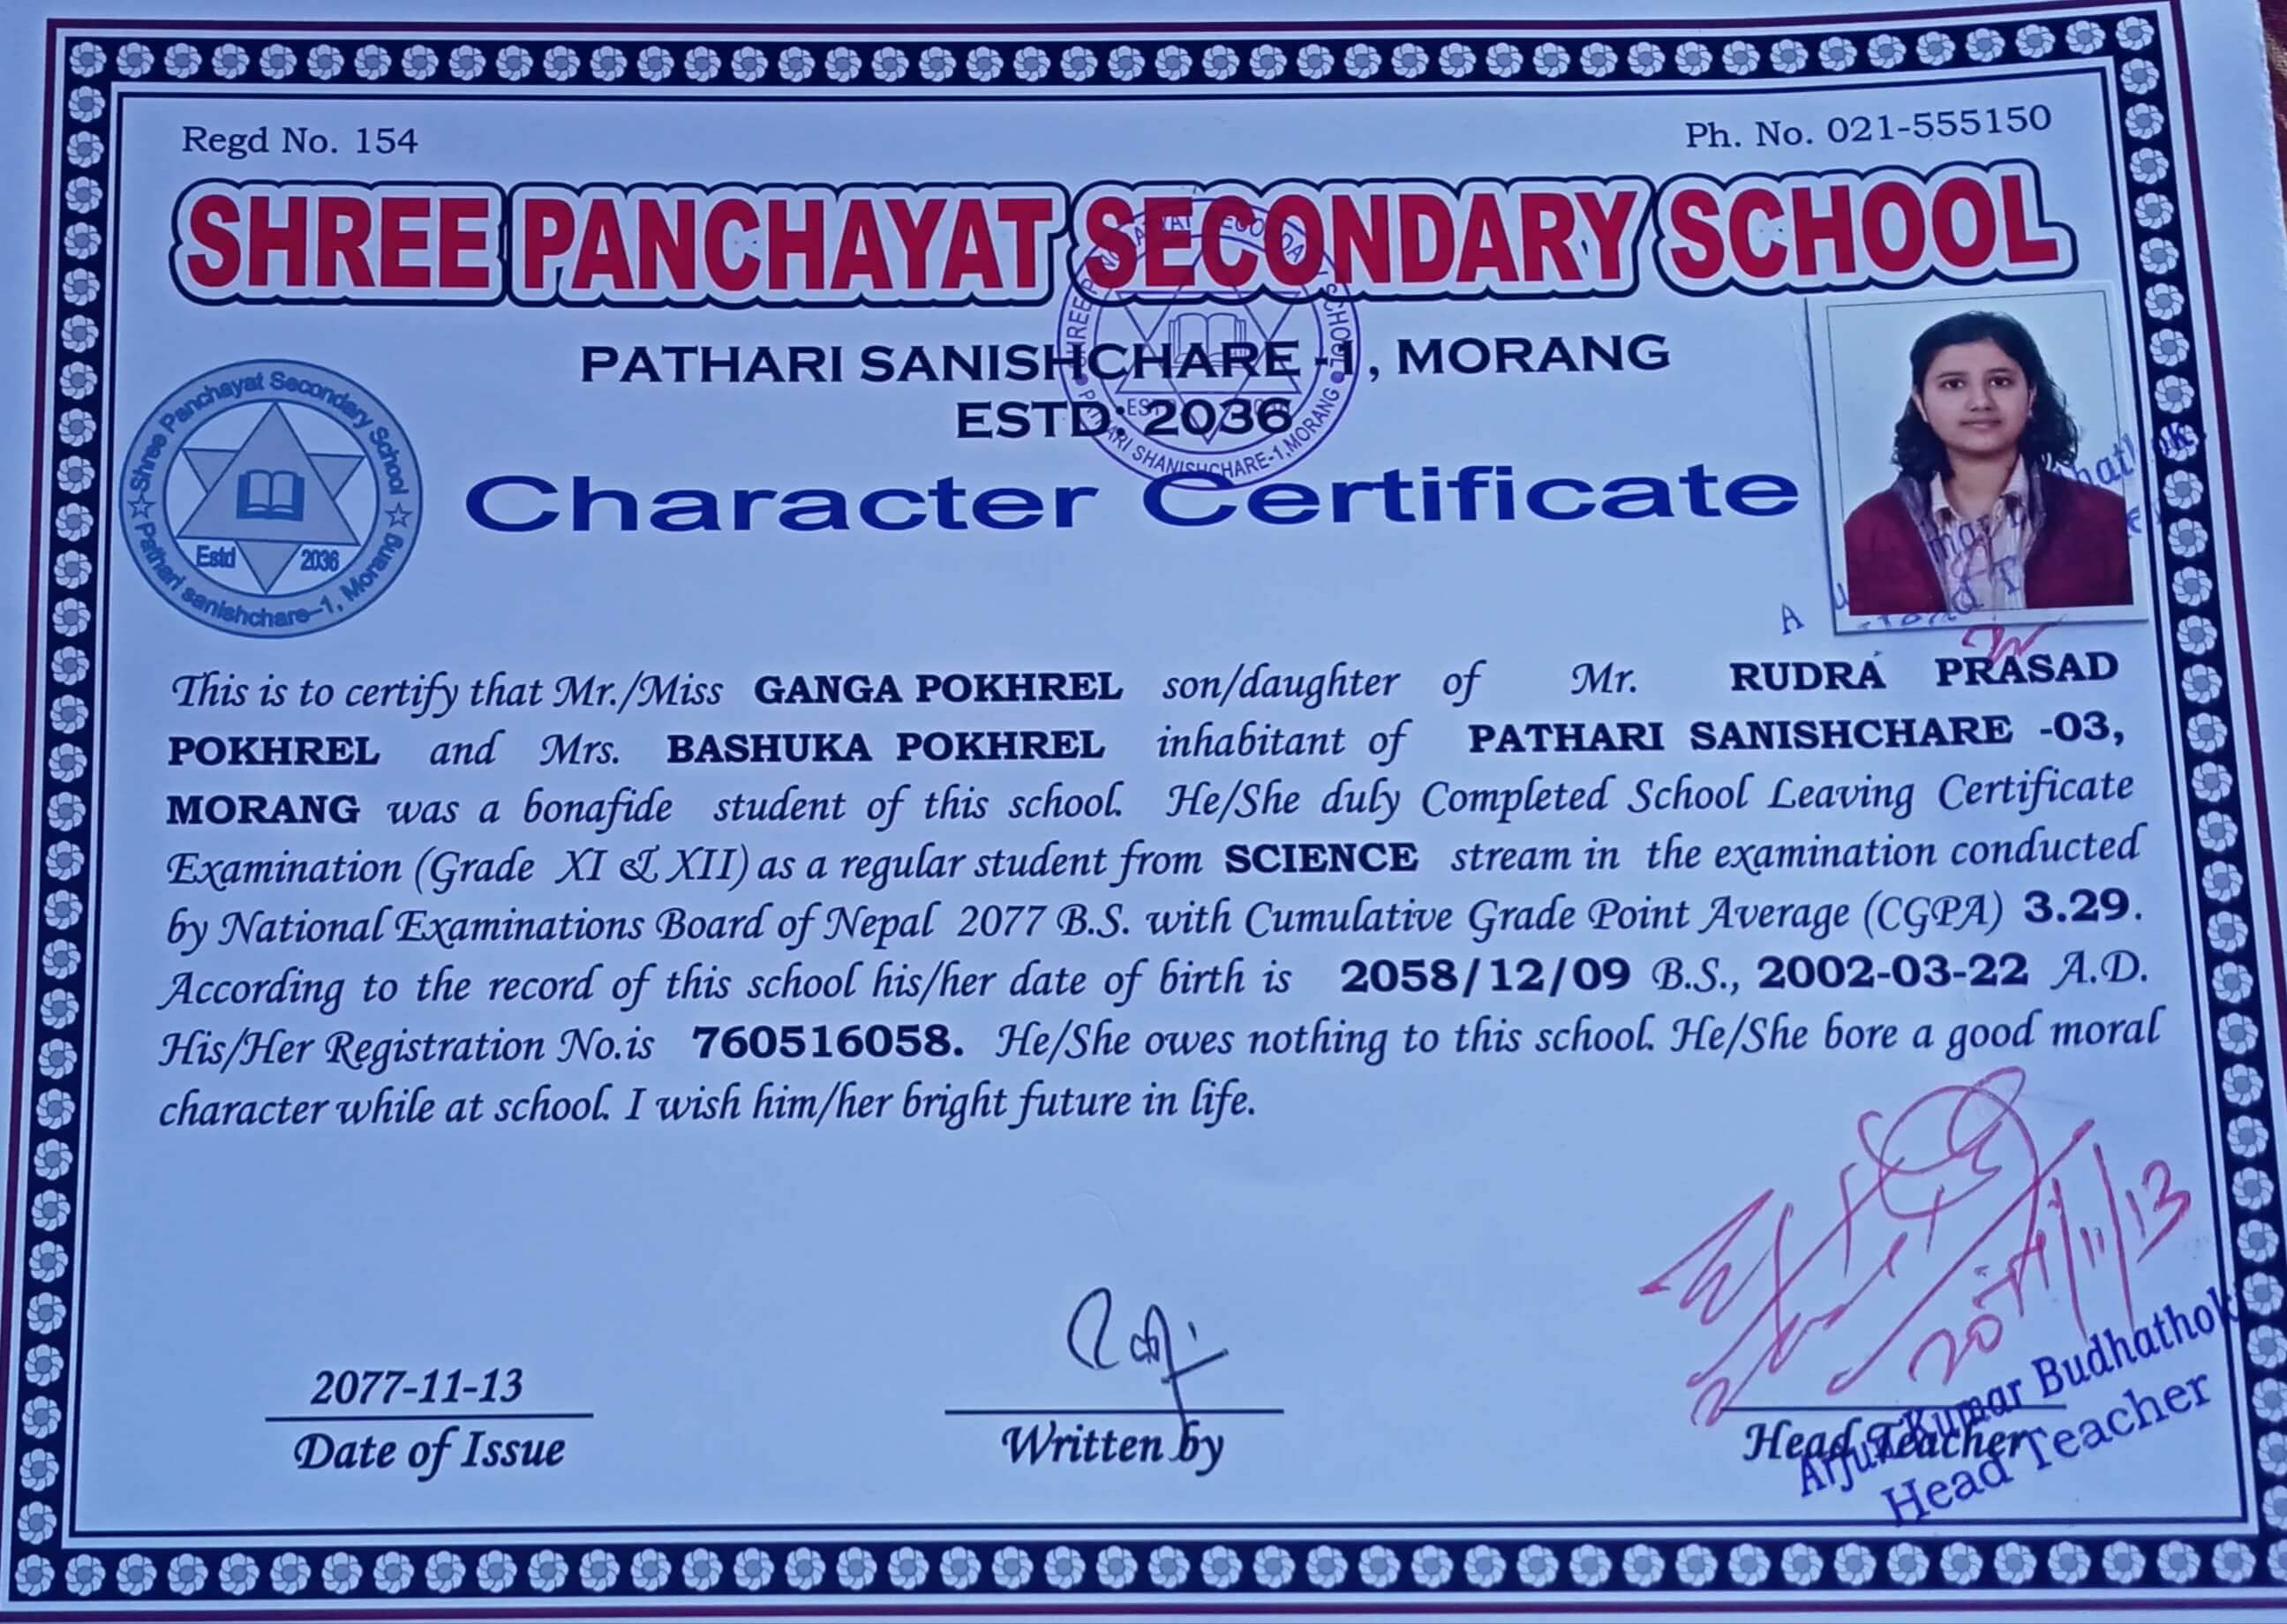 Regd No. 154
Ph. No. 021-555150
SHREE PANCHAYAT SECONDARY SCHOOL
PATHARI SANISHCHARE -1, MORANG
ESTD: 2036
SHREE PANCHAYAT SECONDARY SCHOOL
PATHARI SHANISHCHARE-1, MORANG
Shree Panchayat Secondary School
Estd 2036
Pathari sanishchare-1, Morang
Character Certificate
This is to certify that Mr./Miss GANGA POKHREL son/daughter of Mr. RUDRA PRASAD
POKHREL and Mrs. BASHUKA POKHREL inhabitant of PATHARI SANISHCHARE -03,
MORANG was a bonafide student of this school. He/She duly Completed School Leaving Certificate
Examination (Grade XI & XII) as a regular student from SCIENCE stream in the examination conducted
by National Examinations Board of Nepal 2077 B.S. with Cumulative Grade Point Average (CGPA) 3.29.
According to the record of this school his/her date of birth is 2058/12/09 B.S., 2002-03-22 A.D.
His/Her Registration No.is 760516058. He/She owes nothing to this school. He/She bore a good moral
character while at school. I wish him/her bright future in life.
2077-11-13
Date of Issue
Written by
Head Teacher
Arjun Kumar Budhathoki
Head Teacher